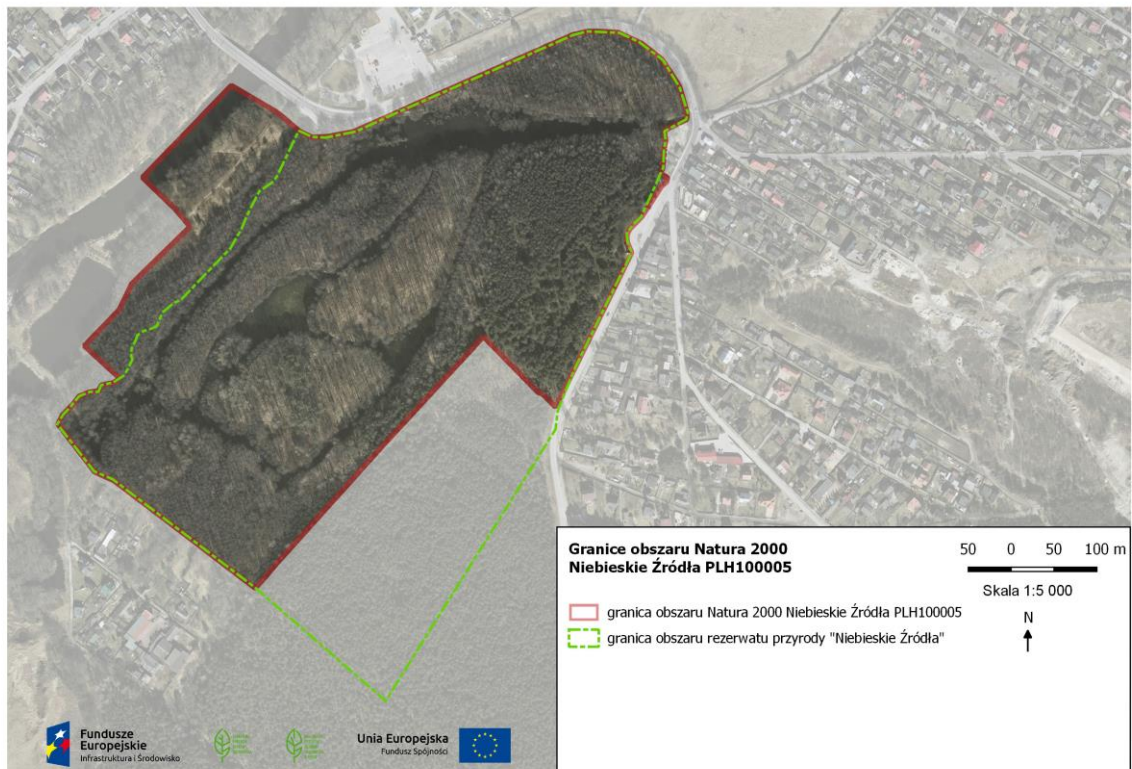 Granice obszaru Natura 2000
Niebieskie Źródła PLH100005
50 0 50 100 m
Skala 1:5 000
N
granica obszaru Natura 2000 Niebieskie Źródła PLH100005
granica obszaru rezerwatu przyrody "Niebieskie Źródła"
Fundusze
Europejskie
Infrastruktura i Środowisko
Unia Europejska
Fundusz Spójności